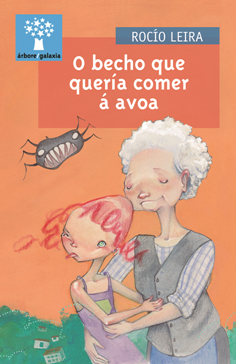 árbore galaxia
ROCÍO LEIRA
O becho que
quería comer
á avoa